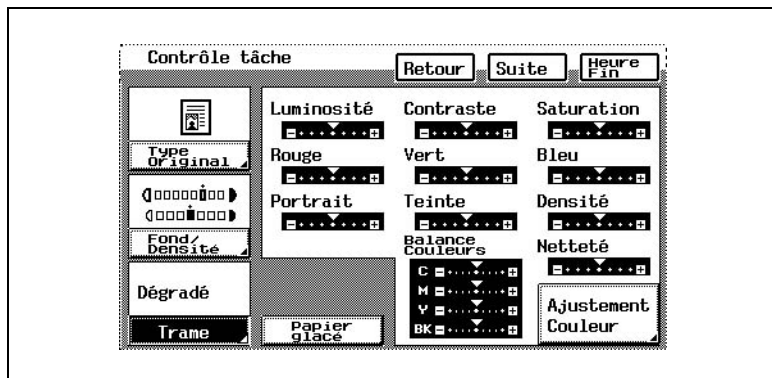 Contrôle tâche
Retour
Suite
Heure
Fin
Luminosité
Contraste
Saturation
Type
Original
Rouge
Vert
Bleu
Portrait
Teinte
Densité
Fond/
Densité
Balance
Couleurs
Netteté
C
M
Y
BK
Dégradé
Trame
Papier
glacé
Ajustement
Couleur